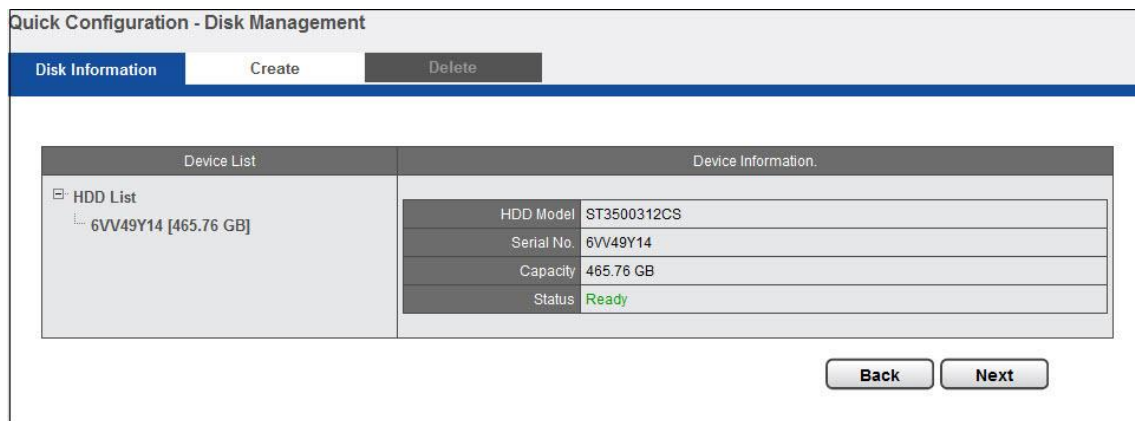 Quick Configuration - Disk Management
Disk Information Create Delete
Device List Device Information.
HDD List
6VV49Y14 [465.76 GB]
HDD Model ST3500312CS
Serial No. 6VV49Y14
Capacity 465.76 GB
Status Ready
Back Next